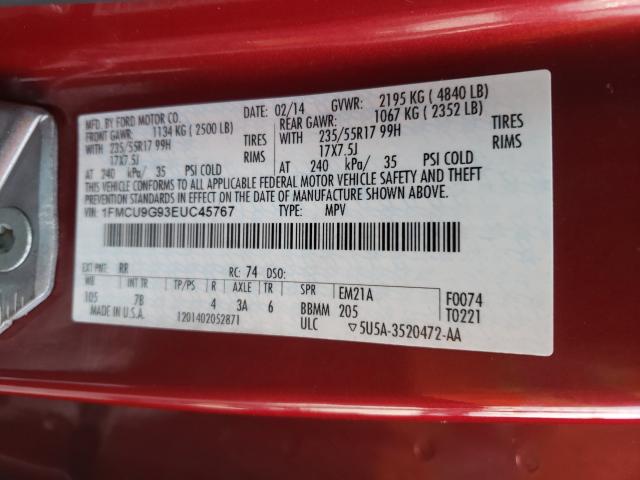 MFD. BY FORD MOTOR CO. DATE: 02/14 GVWR: 2195 KG ( 4840 LB)
FRONT GAWR: 1134 KG ( 2500 LB) REAR GAWR: 1067 KG ( 2352 LB)
WITH 235/55R17 99H TIRES WITH 235/55R17 99H TIRES
17X7.5J RIMS 17X7.5J RIMS
AT 240 kPa/ 35 PSI COLD AT 240 kPa/ 35 PSI COLD
THIS VEHICLE CONFORMS TO ALL APPLICABLE FEDERAL MOTOR VEHICLE SAFETY AND THEFT
PREVENTION STANDARDS IN EFFECT ON THE DATE OF MANUFACTURE SHOWN ABOVE.
VIN: 1FMCU9G93EUC45767 TYPE: MPV
EXT PNT: RR RC: 74 DSO:
WB INT TR TP/PS R AXLE TR SPR EM21A F0074
105 7B 4 3A 6 BBMM 205 T0221
MADE IN U.S.A. 1201402052871 ULC ▽5U5A-3520472-AA